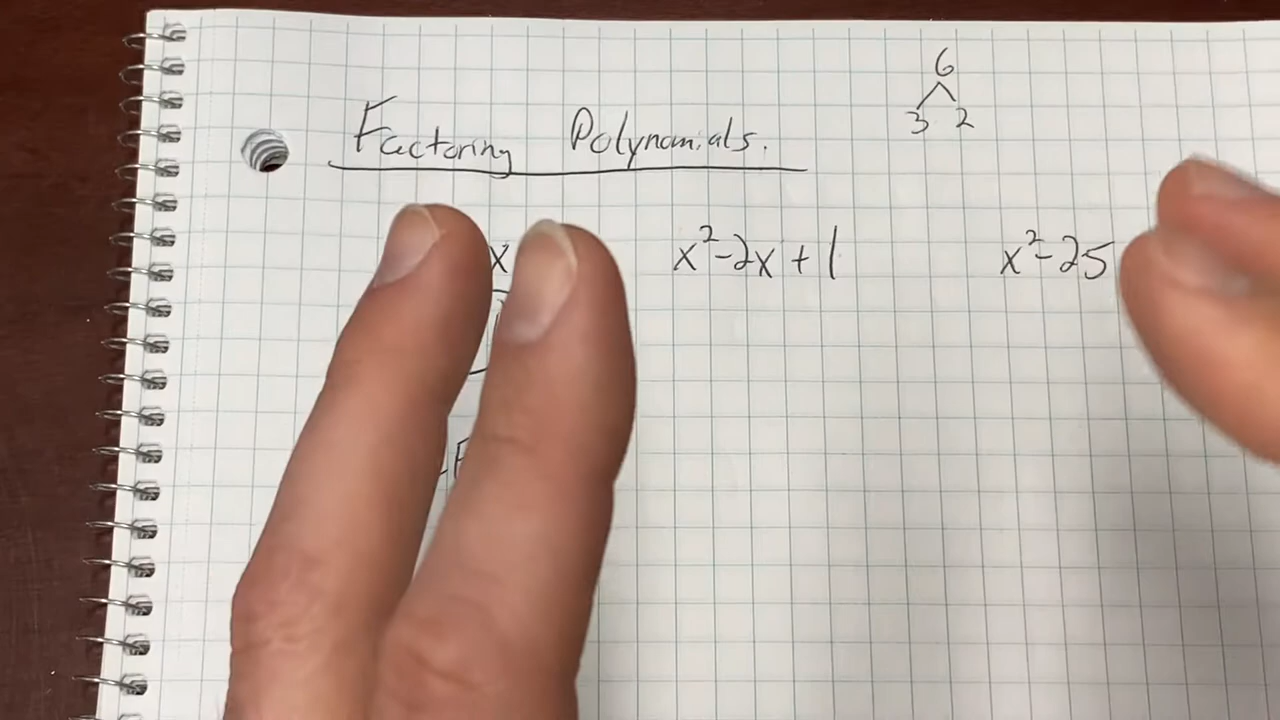 6
3 2
Factoring Polynomials.
x x²-2x+1 x²-25